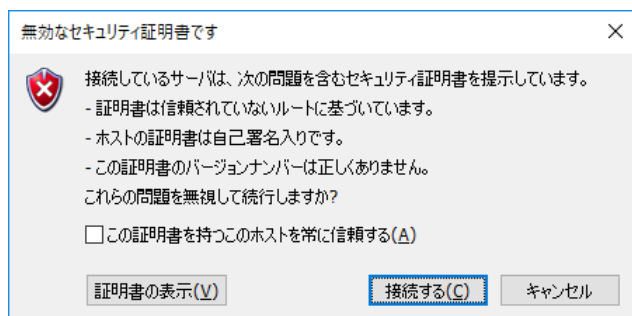 無効なセキュリティ証明書です
接続しているサーバは、次の問題を含むセキュリティ証明書を提示しています。
- 証明書は信頼されていないルートに基づいています。
- ホストの証明書は自己署名入りです。
- この証明書のバージョンナンバーは正しくありません。
これらの問題を無視して続行しますか?
この証明書を持つこのホストを常に信頼する(A)
証明書の表示(V) 接続する(C) キャンセル